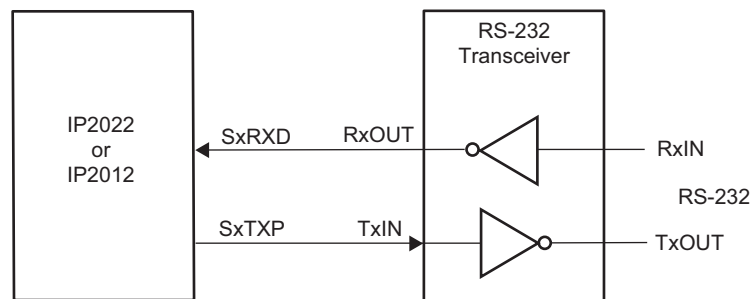 RS-232
Transceiver
IP2022
or
IP2012
SxRXD
RxOUT
RxIN
RS-232
SxTXP
TxIN
TxOUT